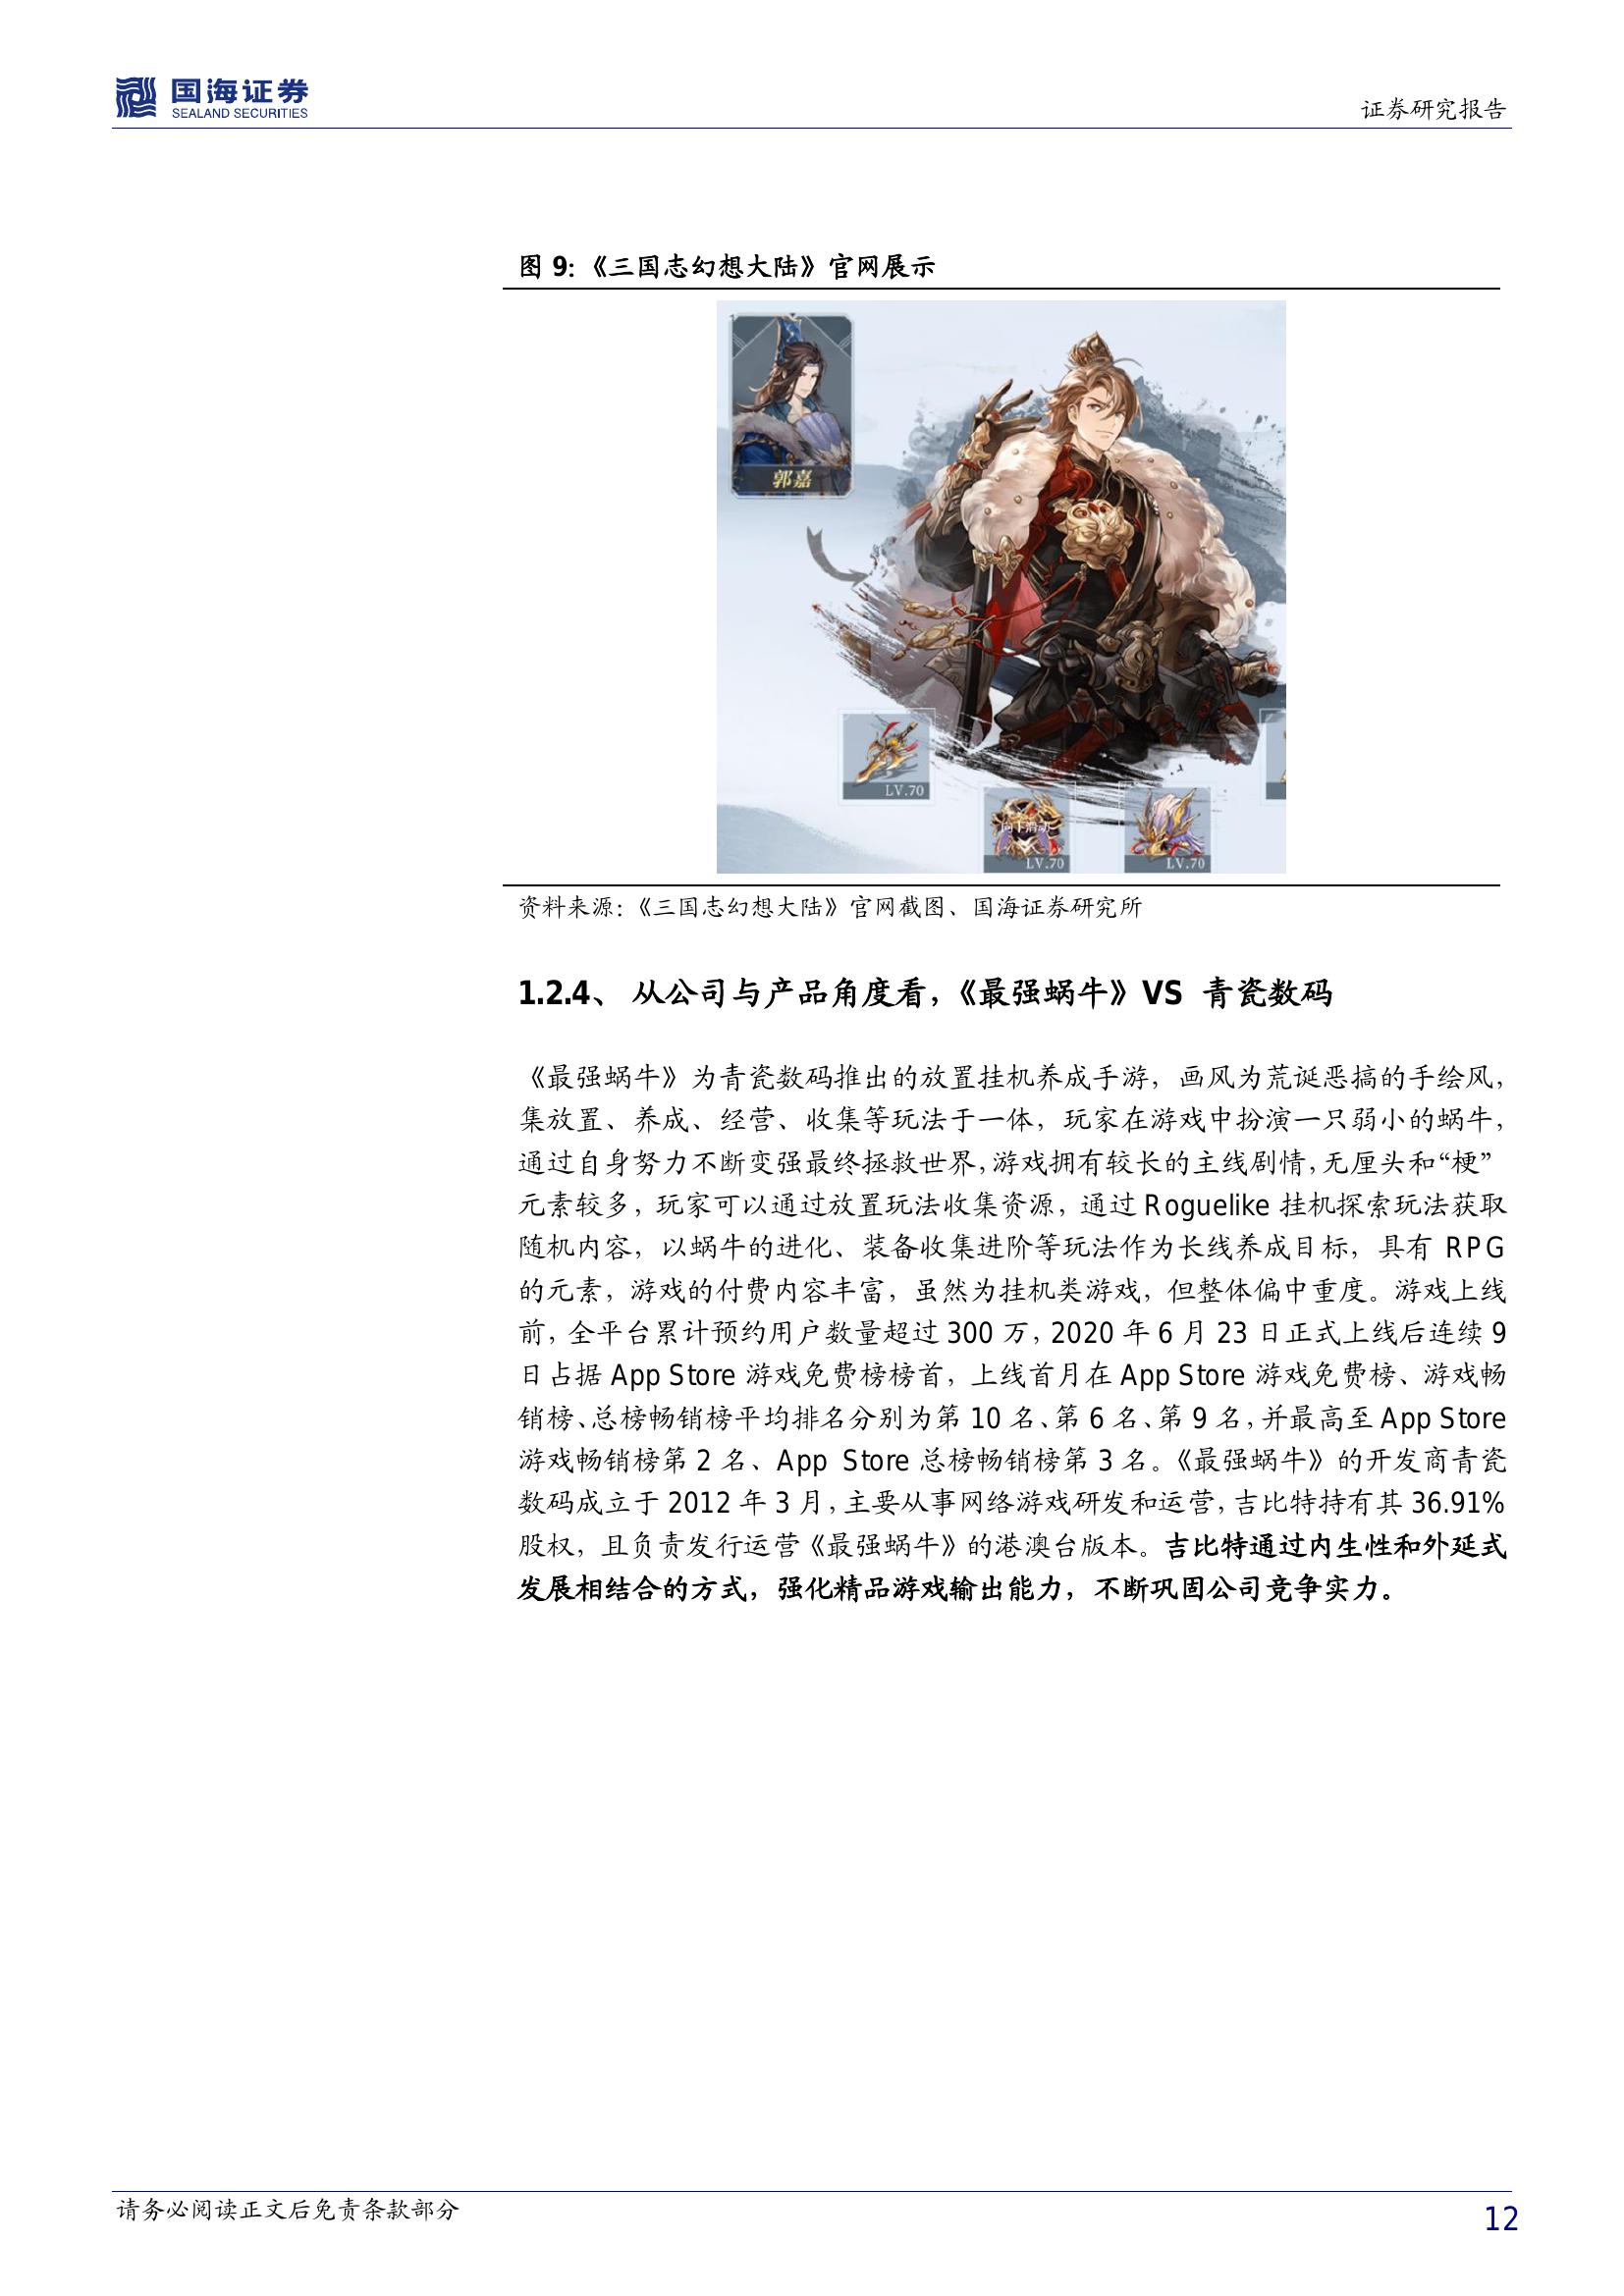 国海证券
SEALAND SECURITIES
证券研究报告
图 9：《三国志幻想大陆》官网展示
郭嘉
LV.70
向下滑动
LV.70
LV.70
资料来源：《三国志幻想大陆》官网截图、国海证券研究所
1.2.4、 从公司与产品角度看，《最强蜗牛》VS 青瓷数码
《最强蜗牛》为青瓷数码推出的放置挂机养成手游，画风为荒诞恶搞的手绘风，
集放置、养成、经营、收集等玩法于一体，玩家在游戏中扮演一只弱小的蜗牛，
通过自身努力不断变强最终拯救世界，游戏拥有较长的主线剧情，无厘头和“梗”
元素较多，玩家可以通过放置玩法收集资源，通过 Roguelike 挂机探索玩法获取
随机内容，以蜗牛的进化、装备收集进阶等玩法作为长线养成目标，具有 RPG
的元素，游戏的付费内容丰富，虽然为挂机类游戏，但整体偏中重度。游戏上线
前，全平台累计预约用户数量超过 300 万，2020 年 6 月 23 日正式上线后连续 9
日占据 App Store 游戏免费榜榜首，上线首月在 App Store 游戏免费榜、游戏畅
销榜、总榜畅销榜平均排名分别为第 10 名、第 6 名、第 9 名，并最高至 App Store
游戏畅销榜第 2 名、App Store 总榜畅销榜第 3 名。《最强蜗牛》的开发商青瓷
数码成立于 2012 年 3 月，主要从事网络游戏研发和运营，吉比特持有其 36.91%
股权，且负责发行运营《最强蜗牛》的港澳台版本。吉比特通过内生性和外延式
发展相结合的方式，强化精品游戏输出能力，不断巩固公司竞争实力。
请务必阅读正文后免责条款部分
12